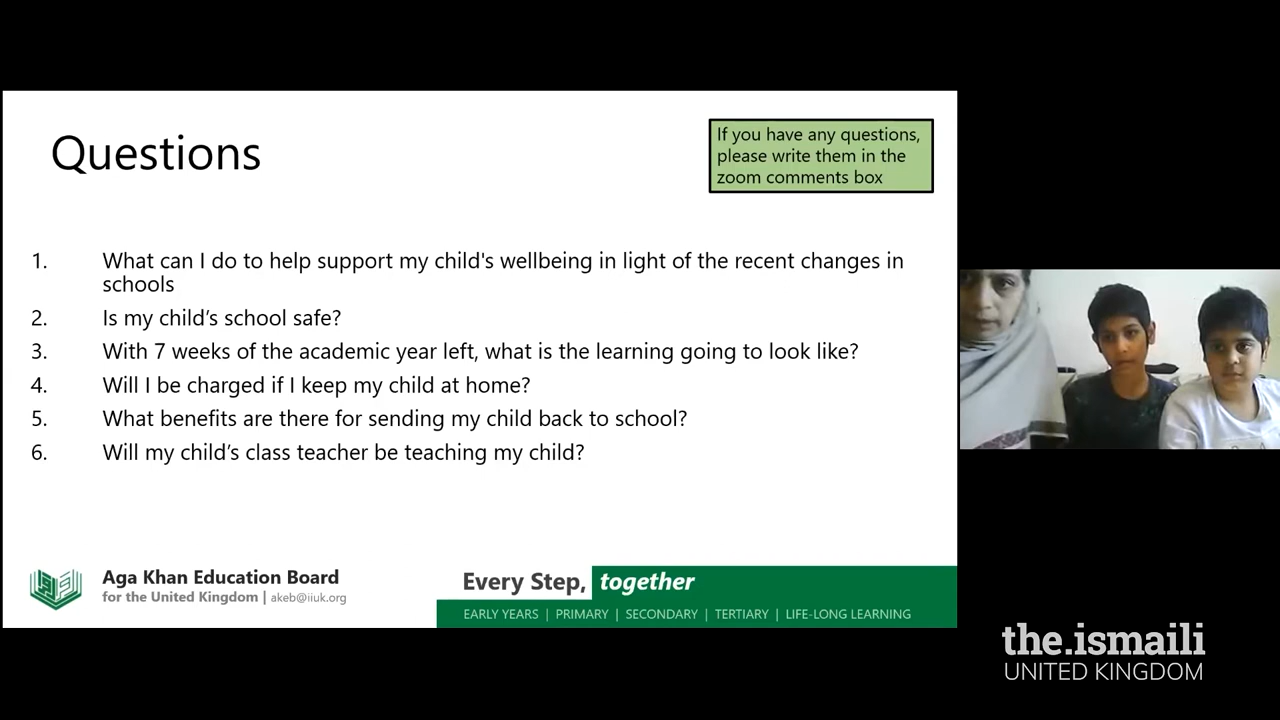 Questions
If you have any questions,
please write them in the
zoom comments box
1. What can I do to help support my child's wellbeing in light of the recent changes in
schools
2. Is my child’s school safe?
3. With 7 weeks of the academic year left, what is the learning going to look like?
4. Will I be charged if I keep my child at home?
5. What benefits are there for sending my child back to school?
6. Will my child’s class teacher be teaching my child?
Aga Khan Education Board
for the United Kingdom | akeb@iiuk.org
Every Step, together
EARLY YEARS | PRIMARY | SECONDARY | TERTIARY | LIFE-LONG LEARNING
the.ismaili
UNITED KINGDOM